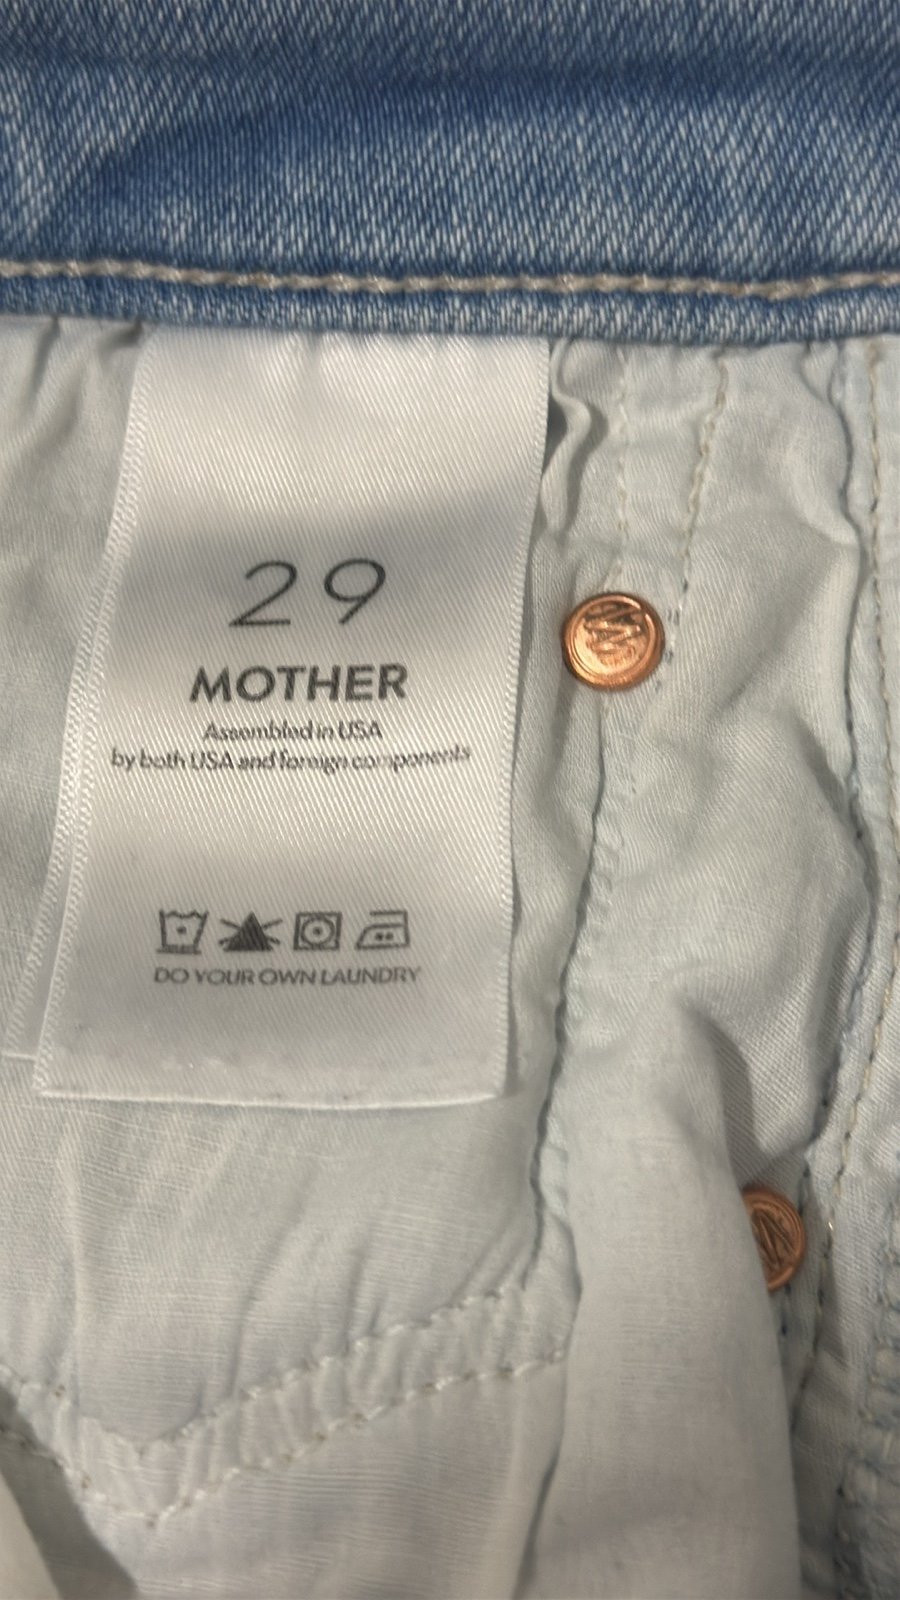 29
MOTHER
Assembled in USA
by both USA and foreign components
DO YOUR OWN LAUNDRY